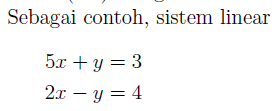 Sebagai contoh, sistem linear
5x + y = 3
2x − y = 4